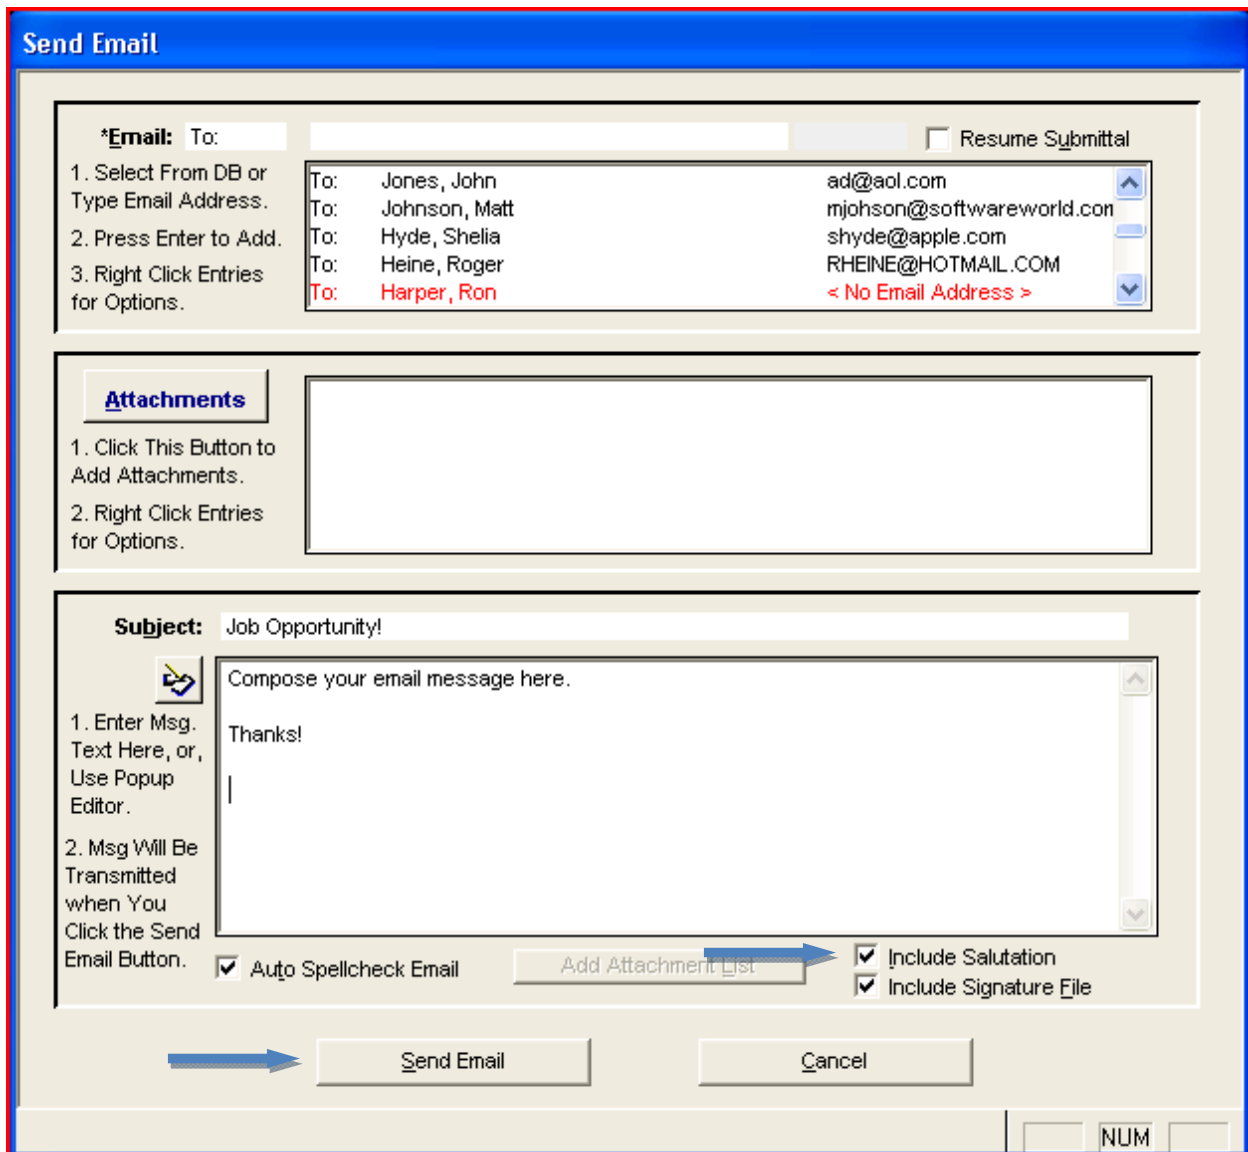 Send Email
*Email: To:
Resume Submittal
1. Select From DB or
Type Email Address.
2. Press Enter to Add.
3. Right Click Entries
for Options.
To: Jones, John ad@aol.com
To: Johnson, Matt mjohson@softwareworld.com
To: Hyde, Shelia shyde@apple.com
To: Heine, Roger RHEINE@HOTMAIL.COM
To: Harper, Ron < No Email Address >
Attachments
1. Click This Button to
Add Attachments.
2. Right Click Entries
for Options.
Subject: Job Opportunity!
Compose your email message here.
Thanks!
1. Enter Msg.
Text Here, or,
Use Popup
Editor.
2. Msg Will Be
Transmitted
when You
Click the Send
Email Button.
Auto Spellcheck Email
Add Attachment List
Include Salutation
Include Signature File
Send Email
Cancel
NUM